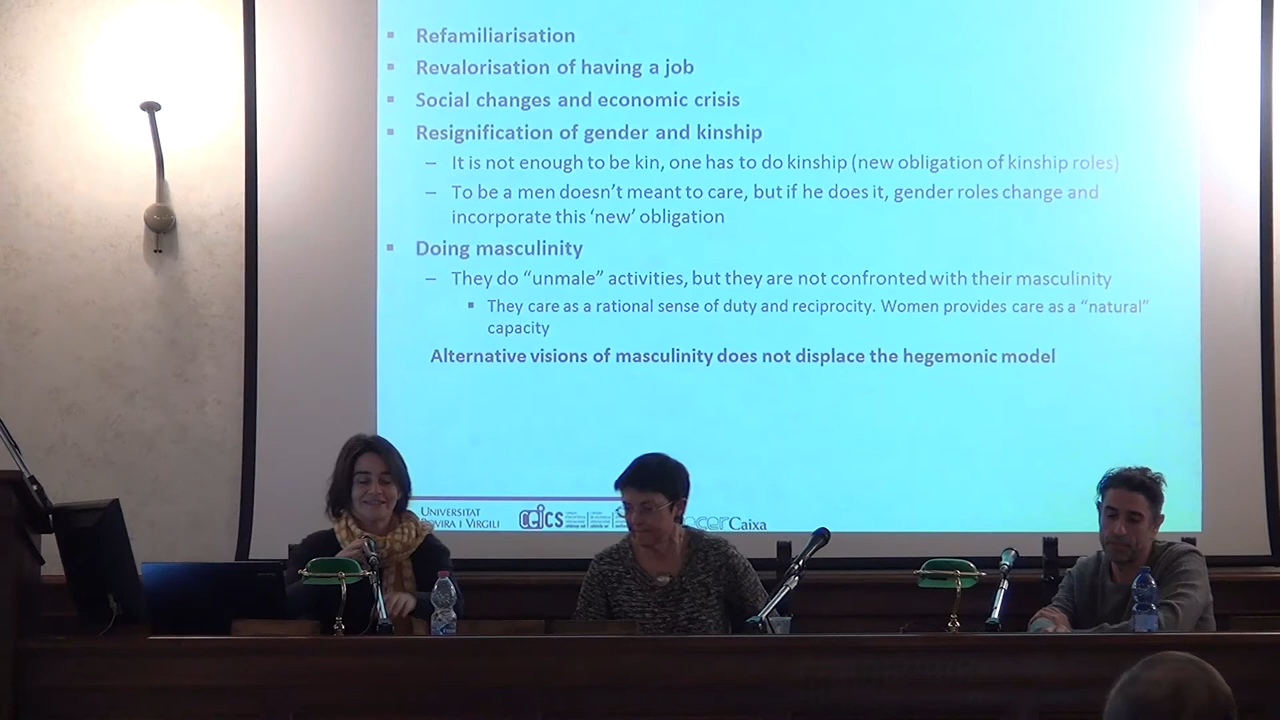 Refamiliarisation
Revalorisation of having a job
Social changes and economic crisis
Resignification of gender and kinship
– It is not enough to be kin, one has to do kinship (new obligation of kinship roles)
– To be a men doesn't meant to care, but if he does it, gender roles change and
incorporate this 'new' obligation
Doing masculinity
– They do "unmale" activities, but they are not confronted with their masculinity
They care as a rational sense of duty and reciprocity. Women provides care as a "natural"
capacity
Alternative visions of masculinity does not displace the hegemonic model
UNIVERSITAT
ROVIRA I VIRGILI
Caixa